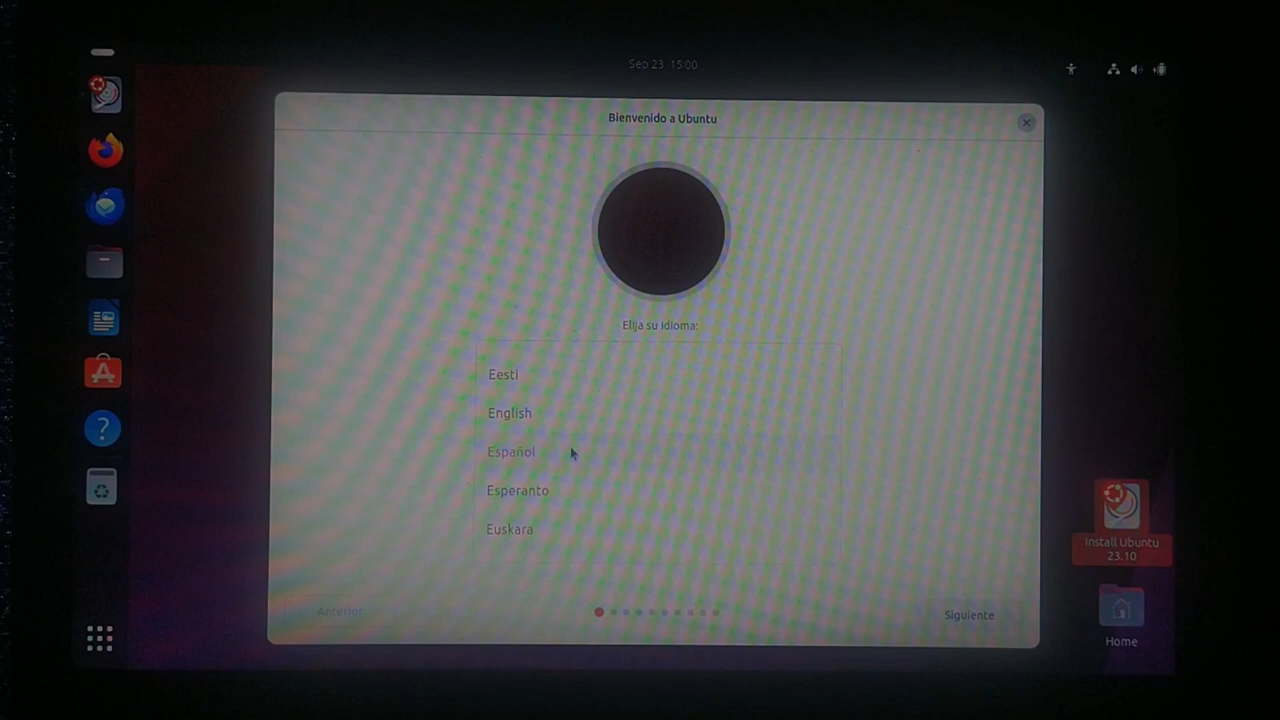 Sep 23 15:00
Bienvenido a Ubuntu
Elija su idioma:
Eesti
English
Español
Esperanto
Euskara
Anterior
Siguiente
Install Ubuntu
23.10
Home